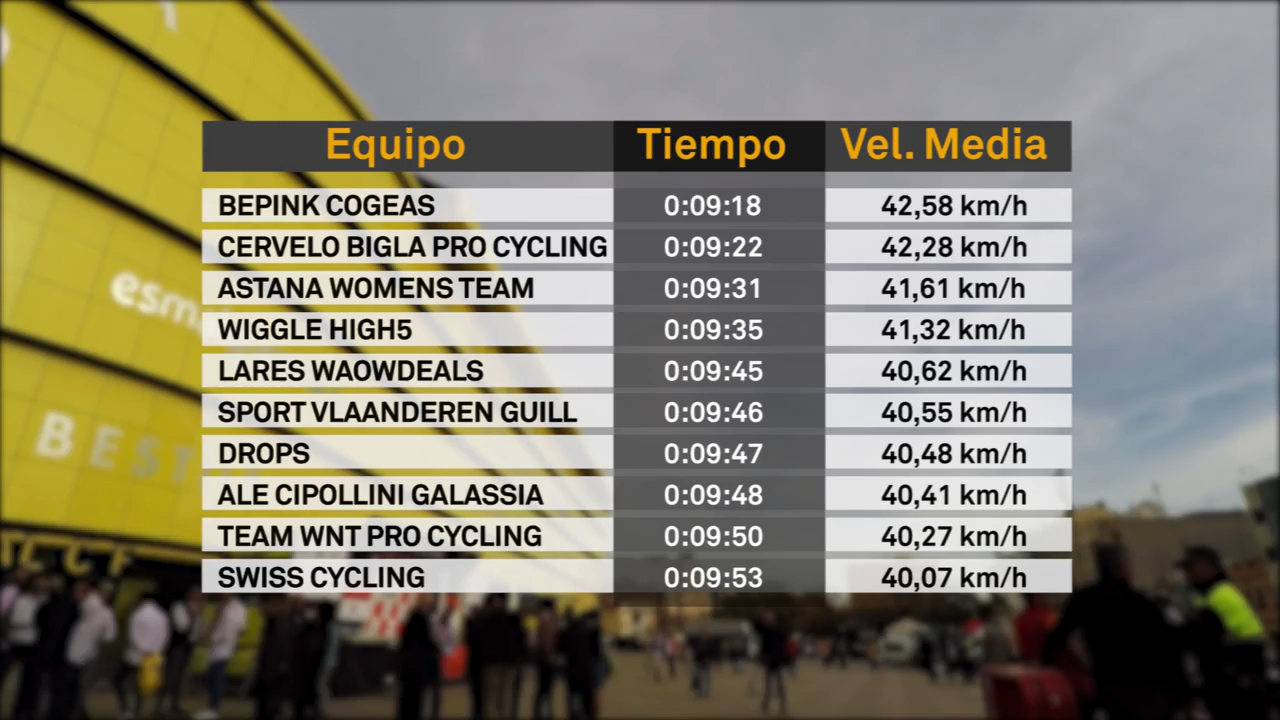 Equipo Tiempo Vel. Media
BEPINK COGEAS 0:09:18 42,58 km/h
CERVELO BIGLA PRO CYCLING 0:09:22 42,28 km/h
ASTANA WOMENS TEAM 0:09:31 41,61 km/h
WIGGLE HIGH5 0:09:35 41,32 km/h
LARES WAOWDEALS 0:09:45 40,62 km/h
SPORT VLAANDEREN GUILL 0:09:46 40,55 km/h
DROPS 0:09:47 40,48 km/h
ALE CIPOLLINI GALASSIA 0:09:48 40,41 km/h
TEAM WNT PRO CYCLING 0:09:50 40,27 km/h
SWISS CYCLING 0:09:53 40,07 km/h
BEST